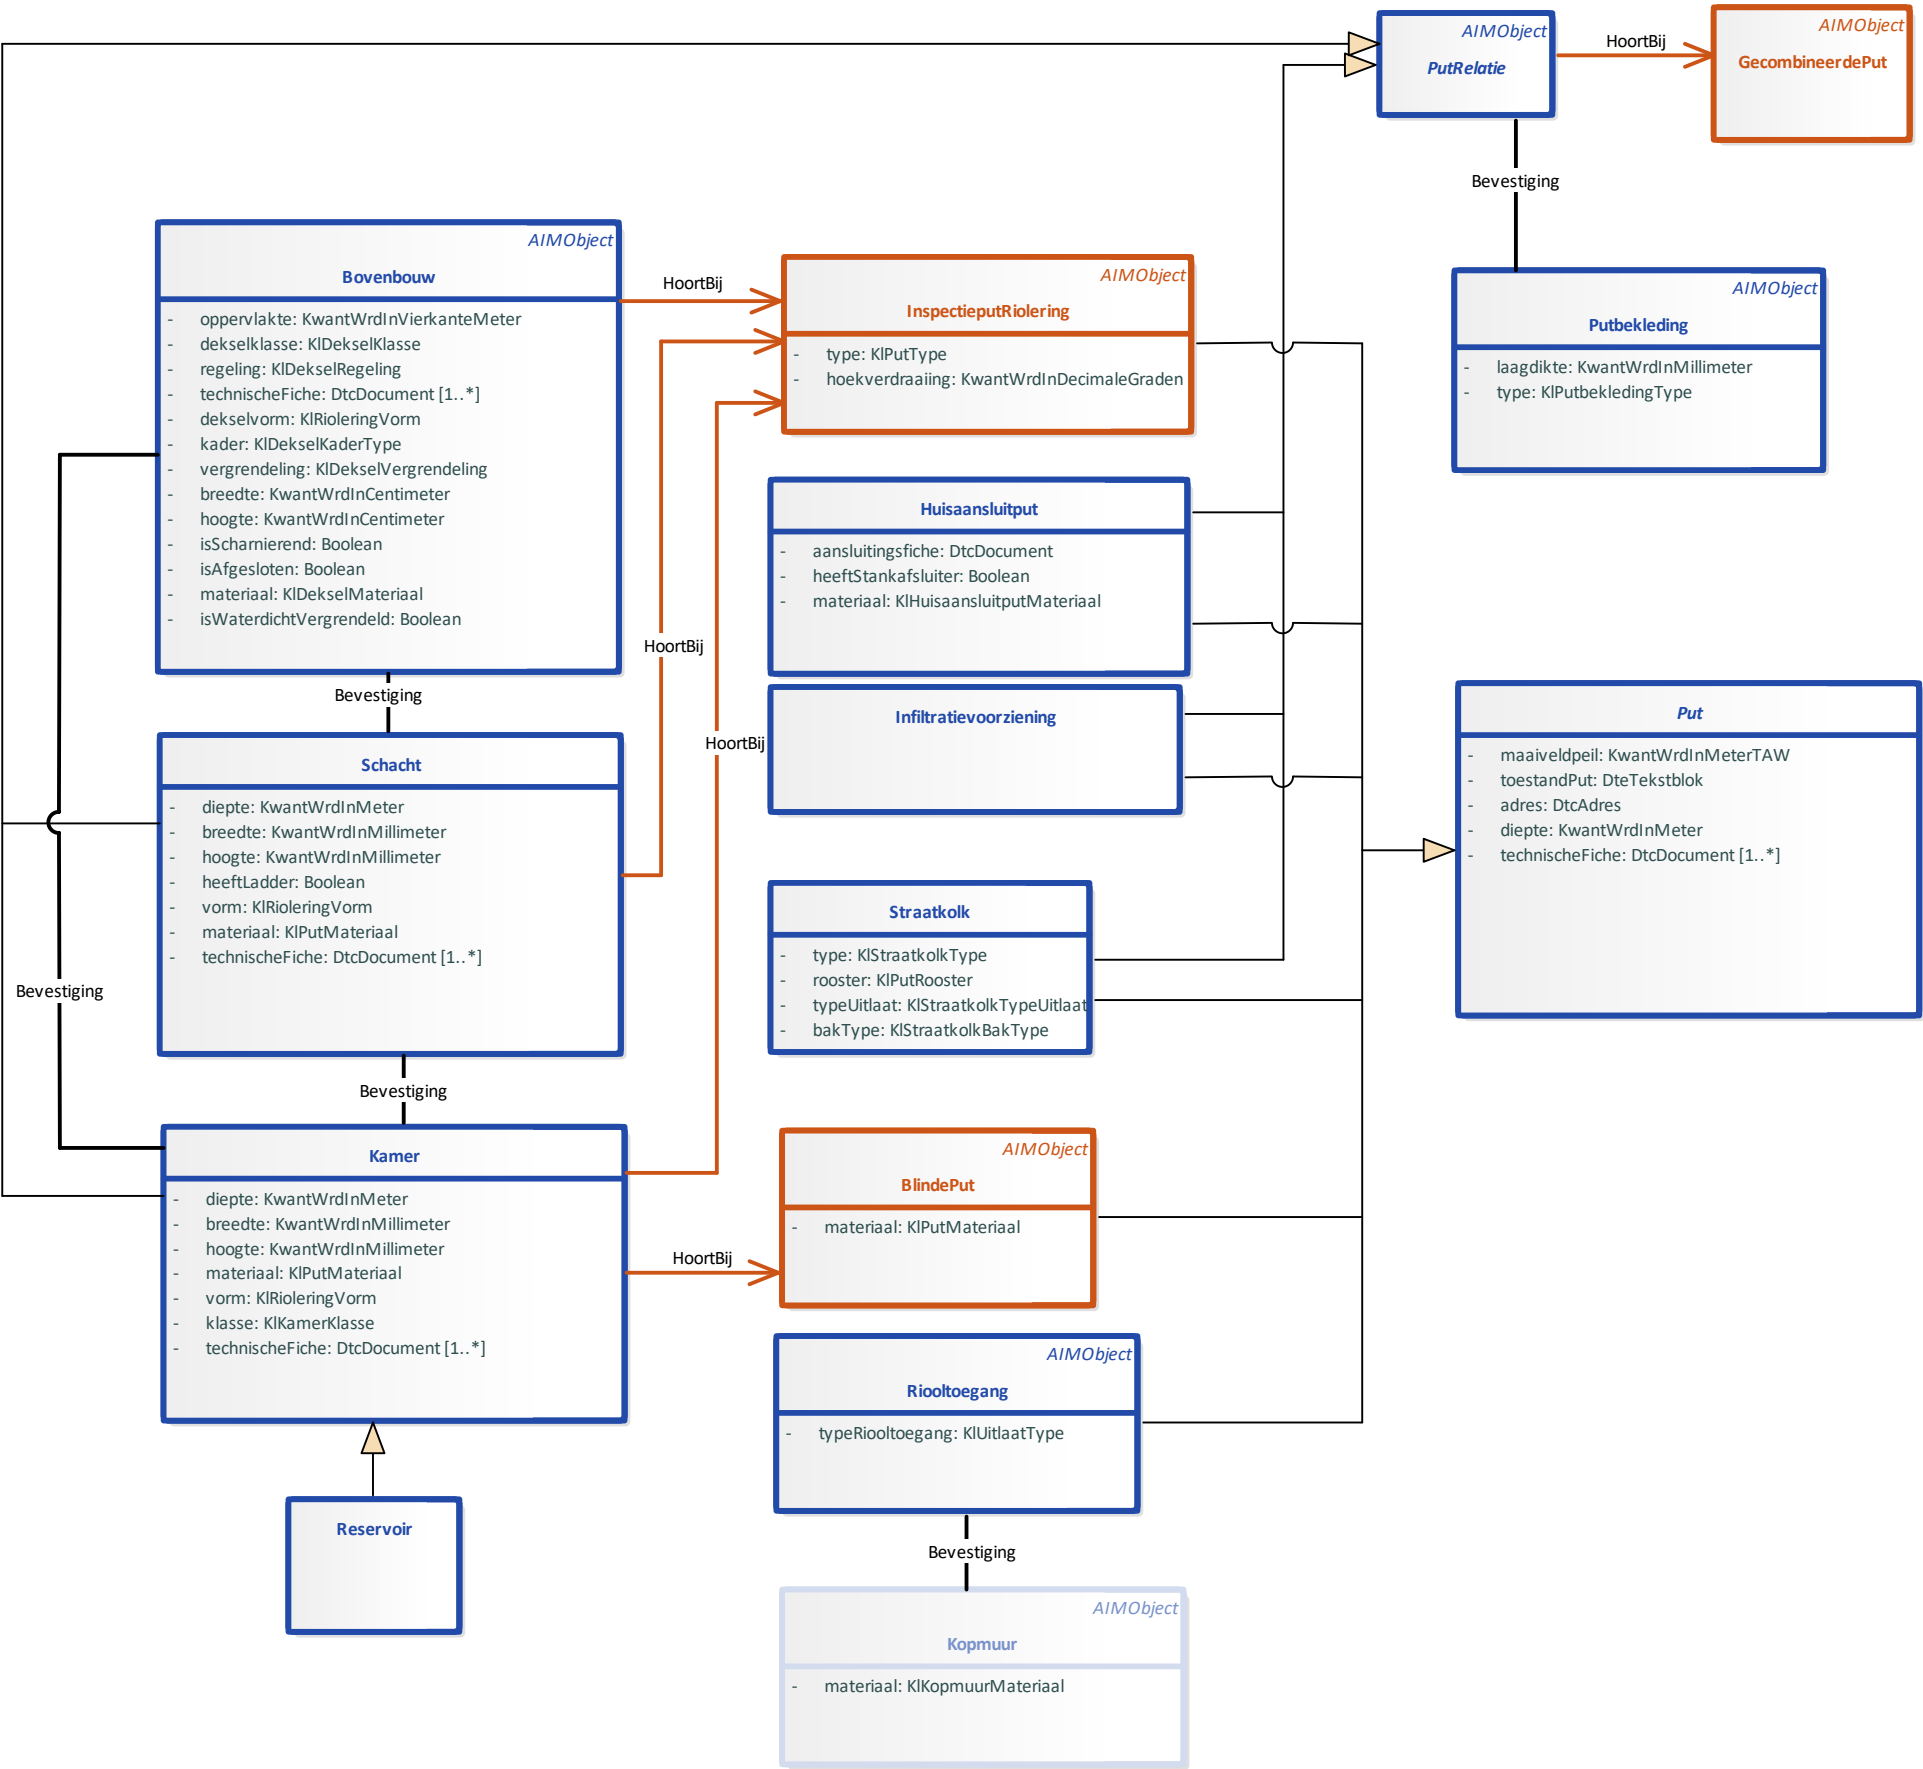 AIMObject
PutRelatie
HoortBij
AIMObject
GecombineerdePut
Bevestiging
AIMObject
Bovenbouw
- oppervlakte: KwantWrdInVierkanteMeter
- dekselklasse: KlDekselKlasse
- regeling: KlDekselRegeling
- technischeFiche: DtcDocument [1..*]
- dekselvorm: KlRioleringVorm
- kader: KlDekselKaderType
- vergrendeling: KlDekselVergrendeling
- breedte: KwantWrdInCentimeter
- hoogte: KwantWrdInCentimeter
- isScharnierend: Boolean
- isAfgesloten: Boolean
- materiaal: KlDekselMateriaal
- isWaterdichtVergrendeld: Boolean
HoortBij
AIMObject
InspectieputRiolering
- type: KlPutType
- hoekverdraaiing: KwantWrdInDecimaleGraden
AIMObject
Putbekleding
- laagdikte: KwantWrdInMillimeter
- type: KlPutbekledingType
Huisaansluitput
- aansluitingsfiche: DtcDocument
- heeftStankafsluiter: Boolean
- materiaal: KlHuisaansluitputMateriaal
HoortBij
Bevestiging
Infiltratievoorziening
HoortBij
Put
- maaiveldpeil: KwantWrdInMeterTAW
- toestandPut: DteTekstblok
- adres: DtcAdres
- diepte: KwantWrdInMeter
- technischeFiche: DtcDocument [1..*]
Schacht
- diepte: KwantWrdInMeter
- breedte: KwantWrdInMillimeter
- hoogte: KwantWrdInMillimeter
- heeftLadder: Boolean
- vorm: KlRioleringVorm
- materiaal: KlPutMateriaal
- technischeFiche: DtcDocument [1..*]
Straatkolk
- type: KlStraatkolkType
- rooster: KlPutRooster
- typeUitlaat: KlStraatkolkTypeUitlaat
- bakType: KlStraatkolkBakType
Bevestiging
Bevestiging
Kamer
- diepte: KwantWrdInMeter
- breedte: KwantWrdInMillimeter
- hoogte: KwantWrdInMillimeter
- materiaal: KlPutMateriaal
- vorm: KlRioleringVorm
- klasse: KlKamerKlasse
- technischeFiche: DtcDocument [1..*]
HoortBij
AIMObject
BlindePut
- materiaal: KlPutMateriaal
AIMObject
Riooltoegang
- typeRiooltoegang: KlUitlaatType
Reservoir
Bevestiging
AIMObject
Kopmuur
- materiaal: KlKopmuurMateriaal